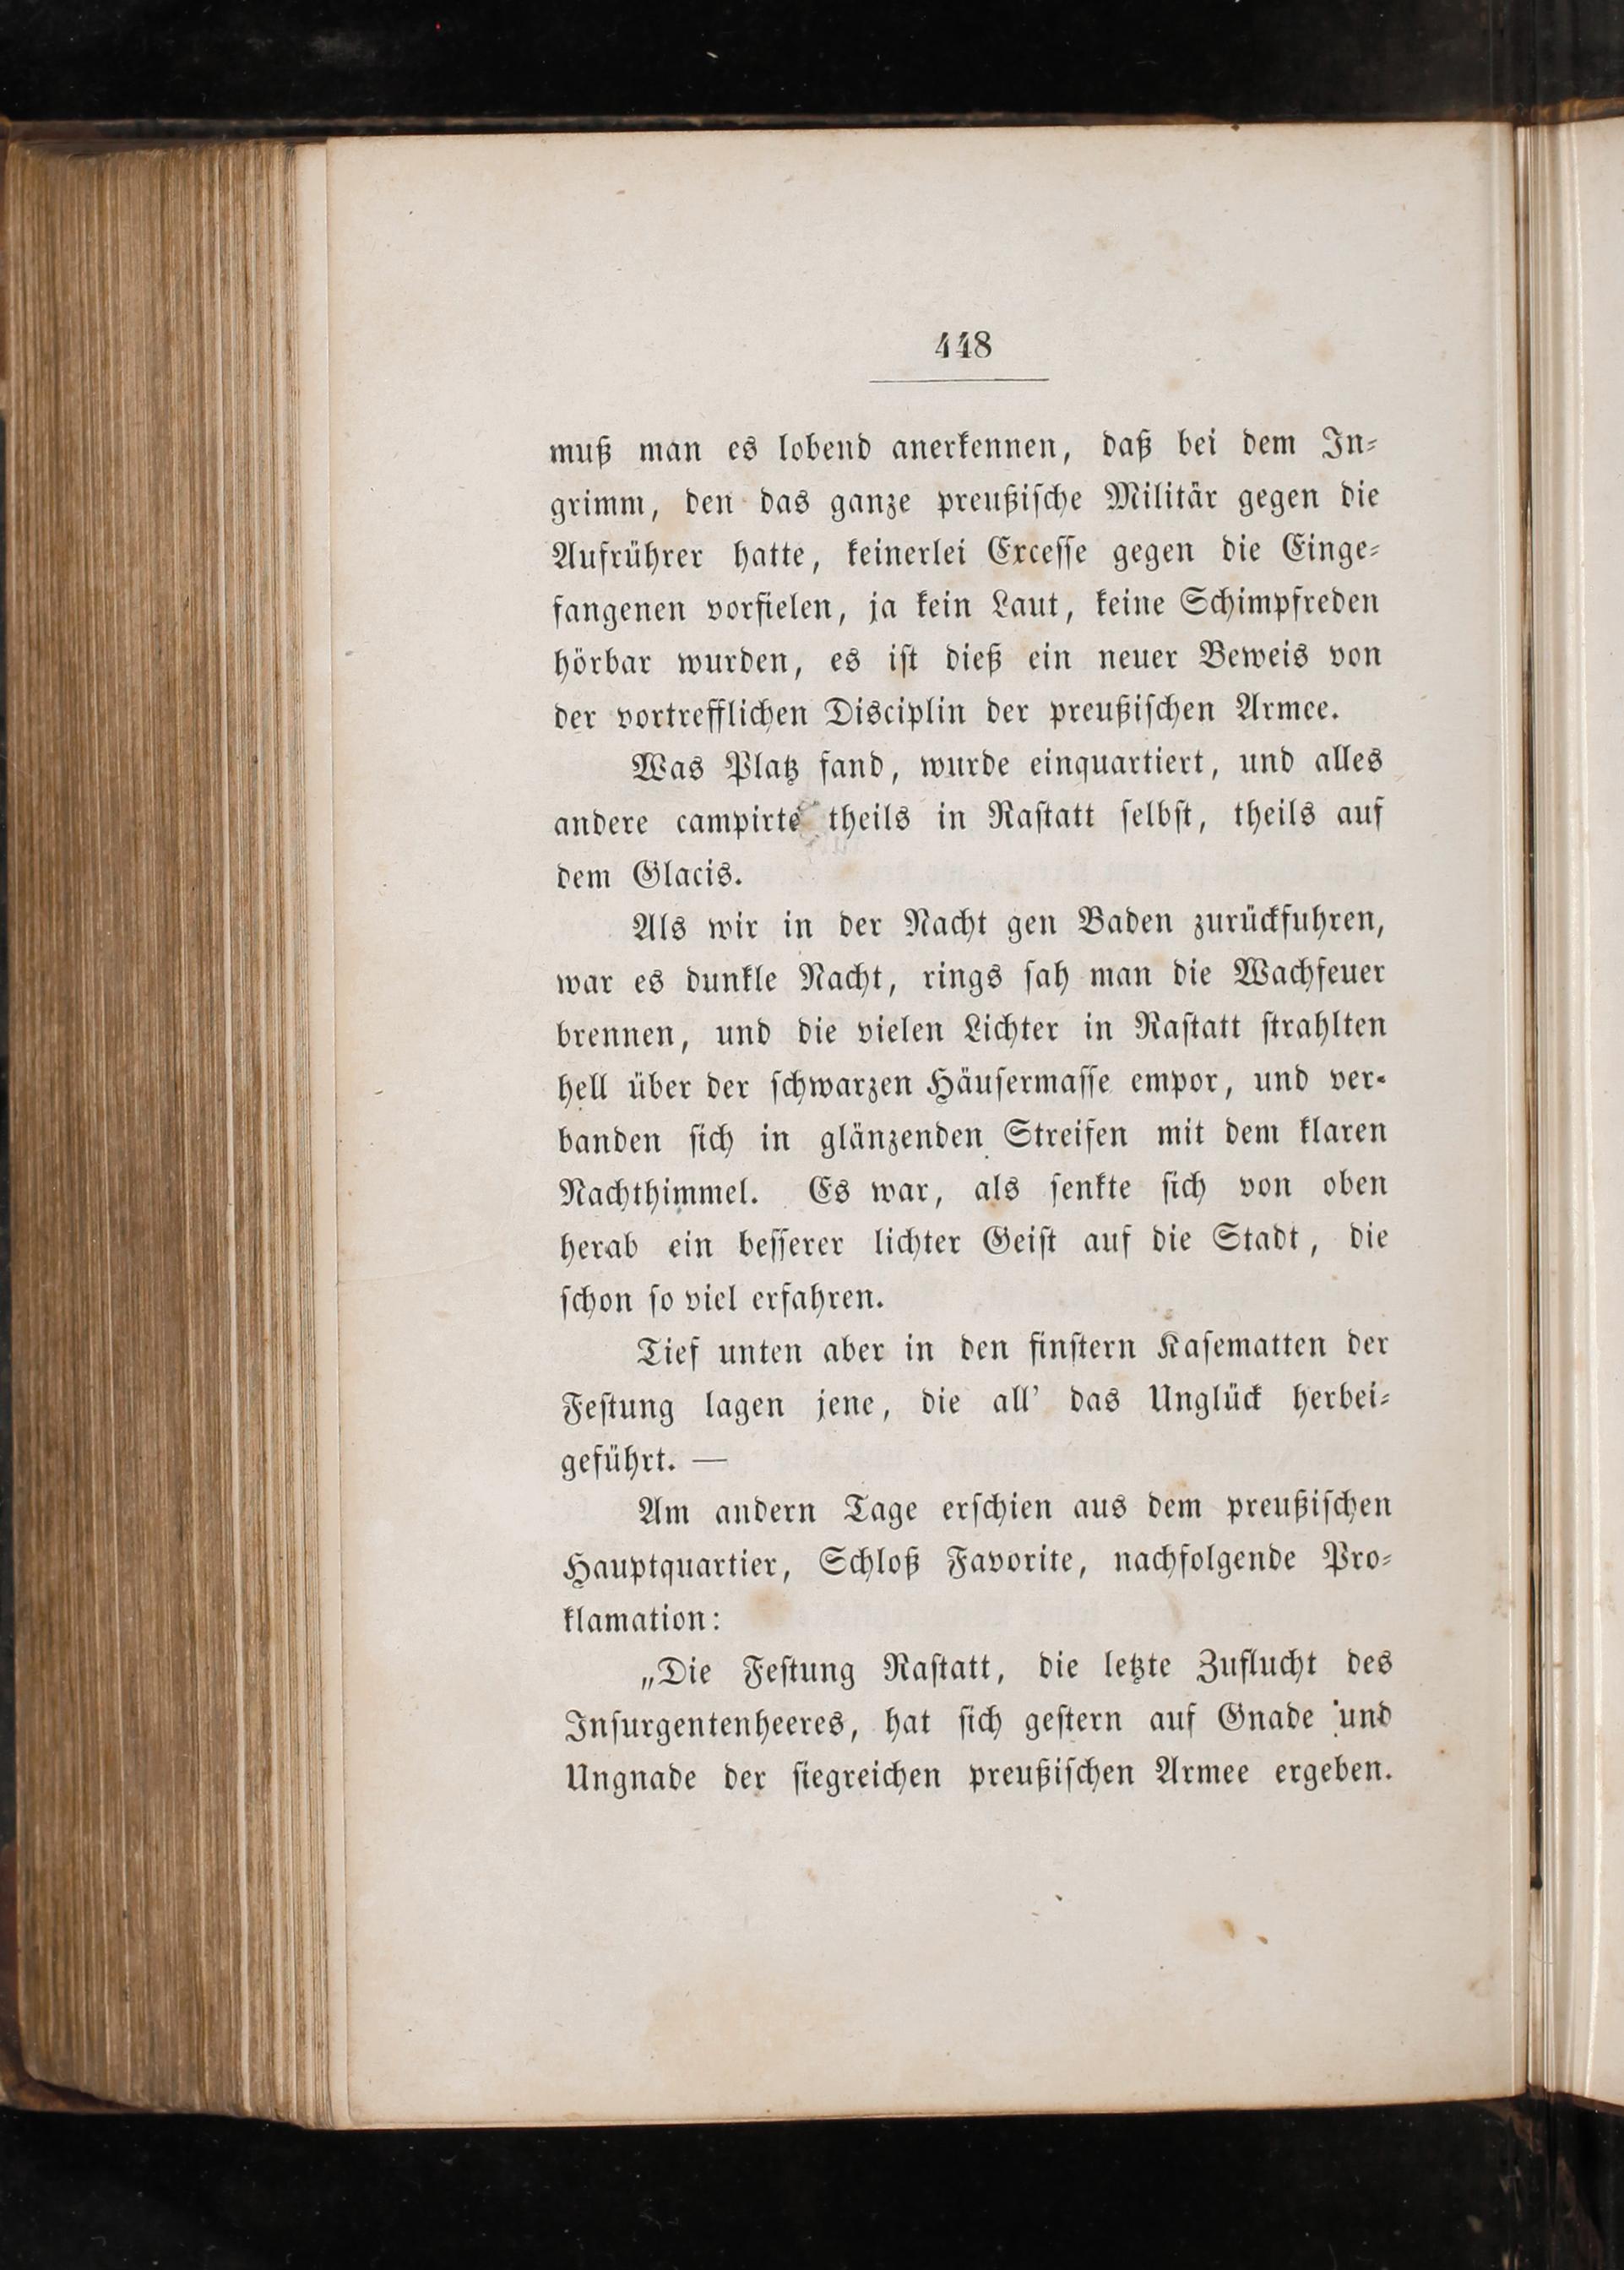 448
muß man es lobend anerkennen, daß bei dem In-
grimm, den das ganze preußische Militär gegen die
Aufrührer hatte, keinerlei Excesse gegen die Einge-
fangenen vorfielen, ja kein Laut, keine Schimpfreden
hörbar wurden, es ist dieß ein neuer Beweis von
der vortrefflichen Disciplin der preußischen Armee.
Was Platz fand, wurde einquartiert, und alles
andere campirte theils in Rastatt selbst, theils auf
dem Glacis.
Als wir in der Nacht gen Baden zurückfuhren,
war es dunkle Nacht, rings sah man die Wachfeuer
brennen, und die vielen Lichter in Rastatt strahlten
hell über der schwarzen Häusermasse empor, und ver-
banden sich in glänzenden Streifen mit dem klaren
Nachthimmel. Es war, als senkte sich von oben
herab ein besserer lichter Geist auf die Stadt, die
schon so viel erfahren.
Tief unten aber in den finstern Kasematten der
Festung lagen jene, die all' das Unglück herbei-
geführt. —
Am andern Tage erschien aus dem preußischen
Hauptquartier, Schloß Favorite, nachfolgende Pro-
klamation:
„Die Festung Rastatt, die letzte Zuflucht des
Insurgentenheeres, hat sich gestern auf Gnade und
Ungnade der siegreichen preußischen Armee ergeben.